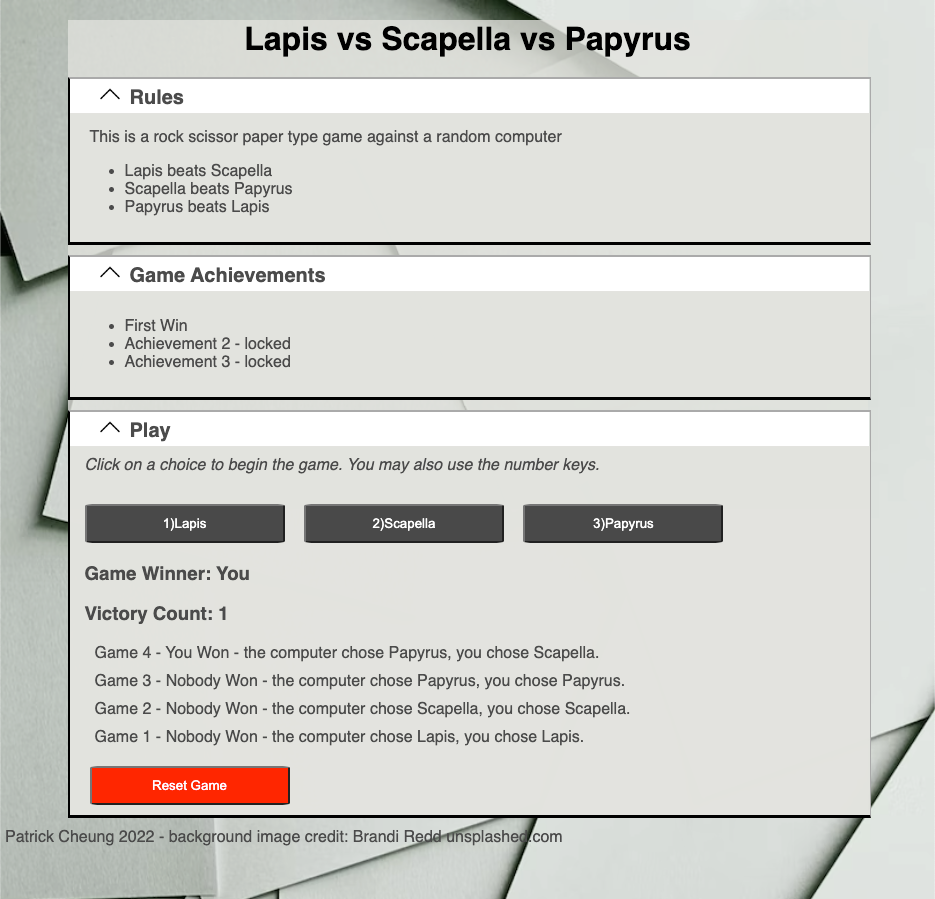 Lapis vs Scapella vs Papyrus
Rules
This is a rock scissor paper type game against a random computer
• Lapis beats Scapella
• Scapella beats Papyrus
• Papyrus beats Lapis
Game Achievements
• First Win
• Achievement 2 - locked
• Achievement 3 - locked
Play
Click on a choice to begin the game. You may also use the number keys.
1)Lapis 2)Scapella 3)Papyrus
Game Winner: You
Victory Count: 1
Game 4 - You Won - the computer chose Papyrus, you chose Scapella.
Game 3 - Nobody Won - the computer chose Papyrus, you chose Papyrus.
Game 2 - Nobody Won - the computer chose Scapella, you chose Scapella.
Game 1 - Nobody Won - the computer chose Lapis, you chose Lapis.
Reset Game
Patrick Cheung 2022 - background image credit: Brandi Redd unsplashed.com